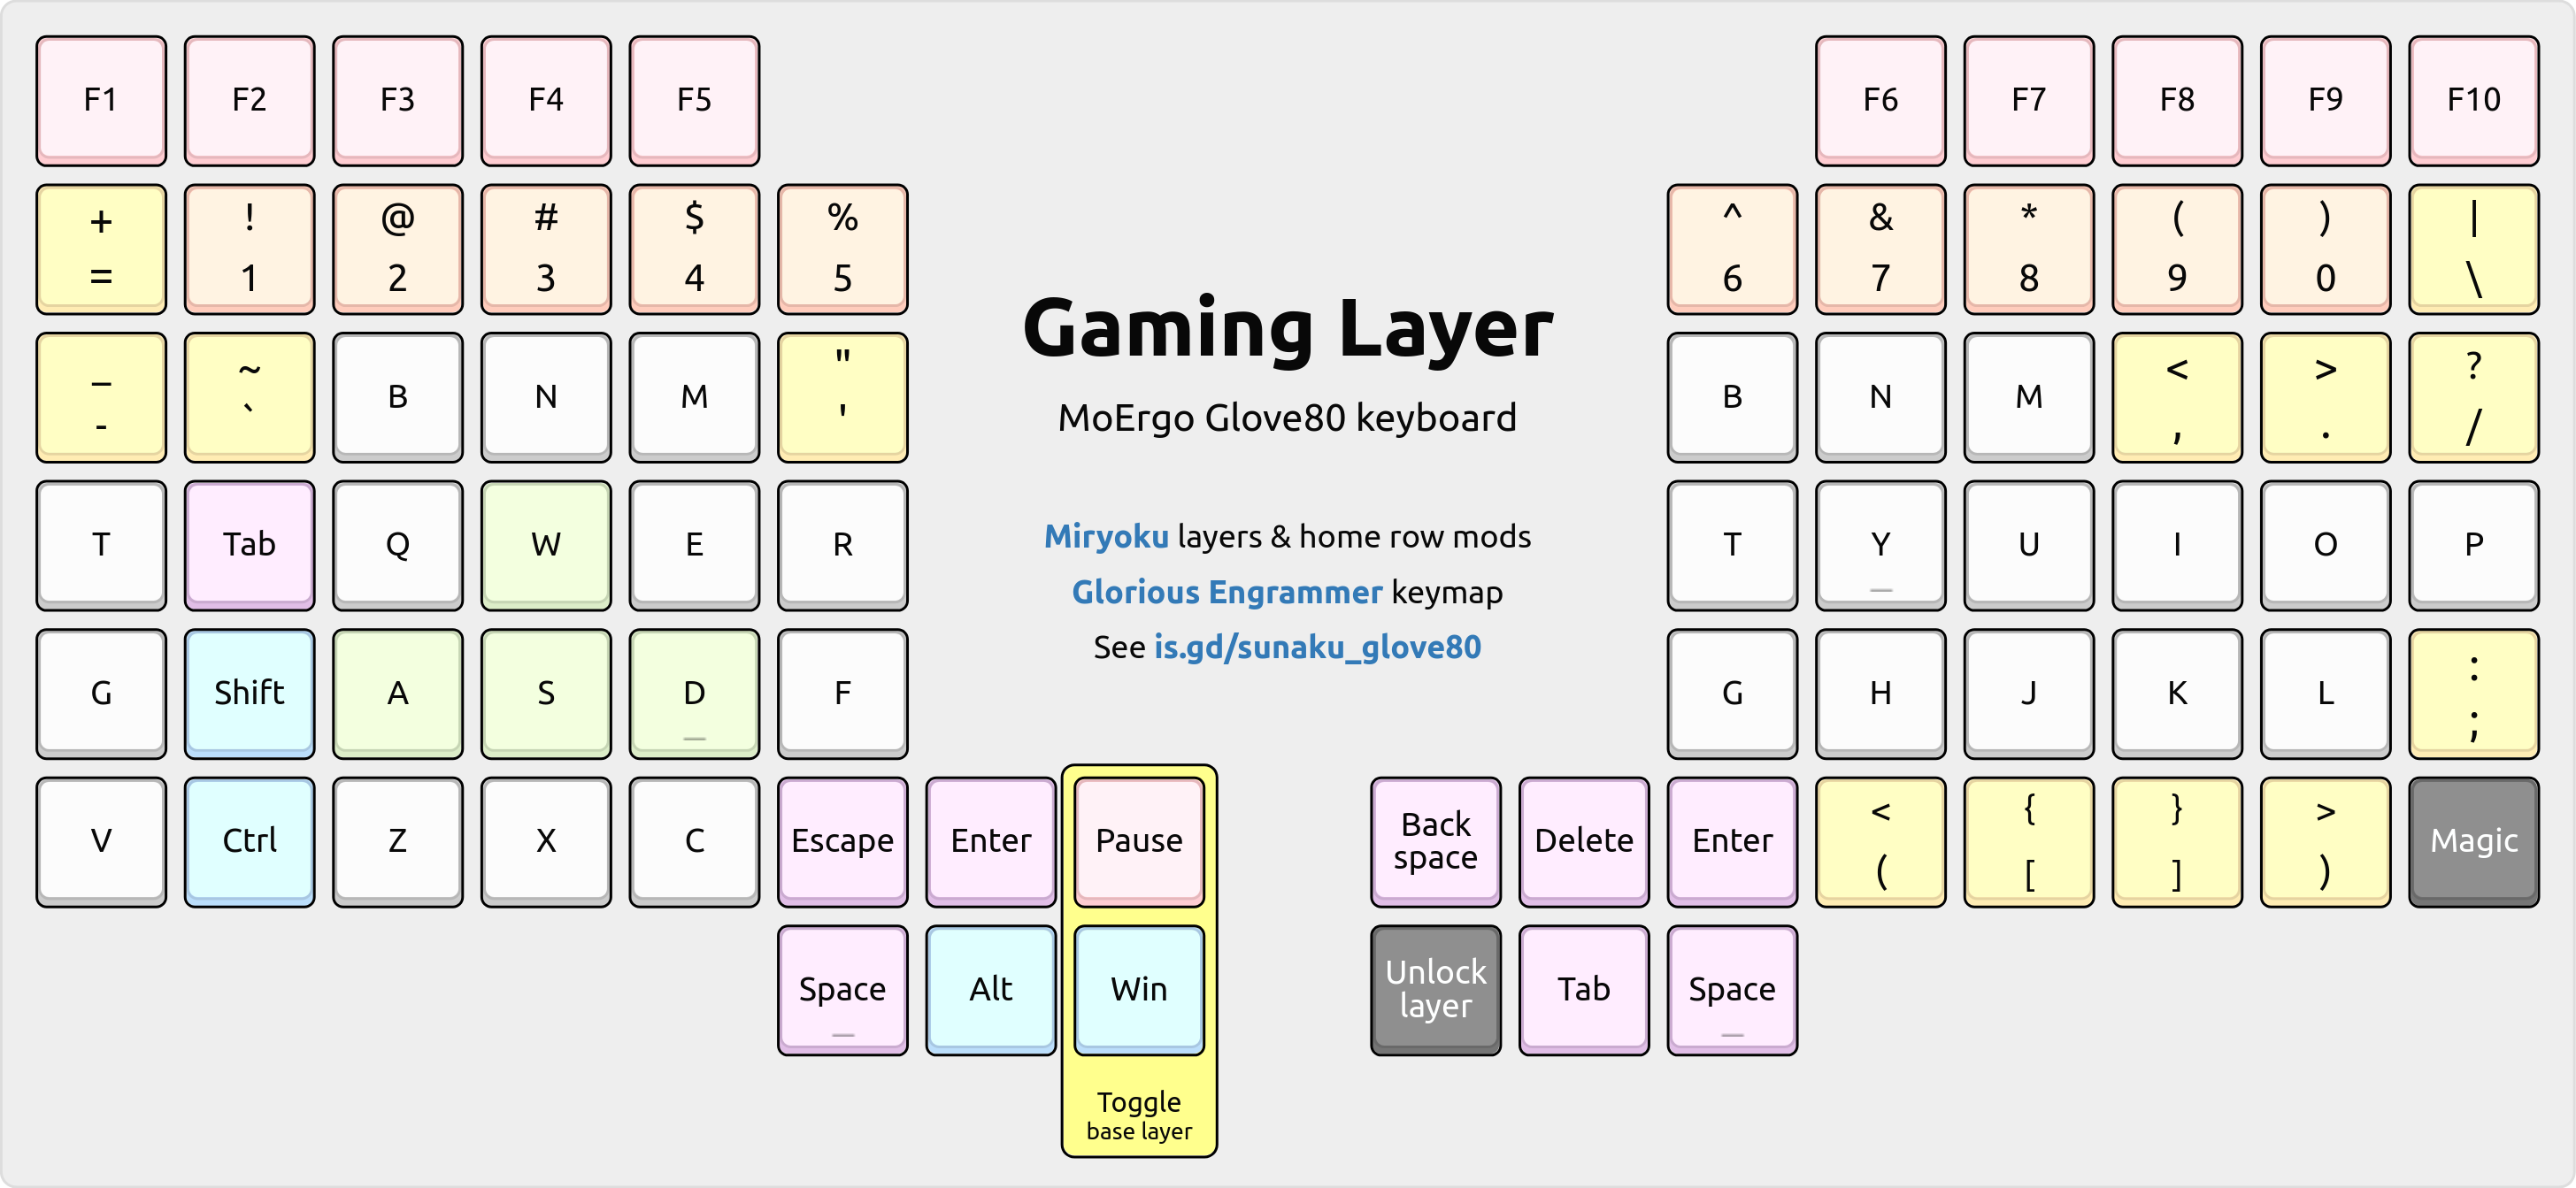 F1 F2 F3 F4 F5 F6 F7 F8 F9 F10
+ ! @ # $ % ^ & * ( ) |
= 1 2 3 4 5 6 7 8 9 0 \
Gaming Layer
_ ~ " < > ?
B N M B N M
- ` ' , . /
MoErgo Glove80 keyboard
T Tab Q W E R T Y U I O P
_
Miryoku layers & home row mods
Glorious Engrammer keymap
See is.gd/sunaku_glove80
G Shift A S D F G H J K L :
_ ;
V Ctrl Z X C Escape Enter Pause Back
space Delete Enter < { } > Magic
( [ ] )
Space Alt Win Unlock
layer Tab Space
_ _
Toggle
base layer